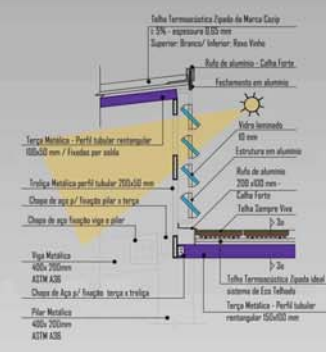 Telha Termoacústica Zipada da Marca Cazip
i: 5% - espessura 0,65 mm
Superior: Branco/ Inferior: Roxo Vinho
Rufo de alumínio - Calha Forte
Fechamento em alumínio
Vidro laminado
10 mm
Estrutura em alumínio
Rufo de alumínio
200 x100 mm -
Calha Forte
Telha Sempre Viva
Terça Metálica - Perfil tubular rentangular
100x50 mm / Fixadas por solda
Treliça Metálica perfil tubular 200x50 mm
Chapa de aço p/ fixação pilar x terça
Chapa de aço fixação viga e pilar
Viga Metálica
400x 200mm
ASTM A36
Chapa de Aço p/ fixação terça x treliça
Pilar Metálico
400x 200mm
ASTM A36
Telha Termoacústica Zipada ideal
sistema de Eco Telhado
Terça Metálica - Perfil tubular
rentangular 150x100 mm